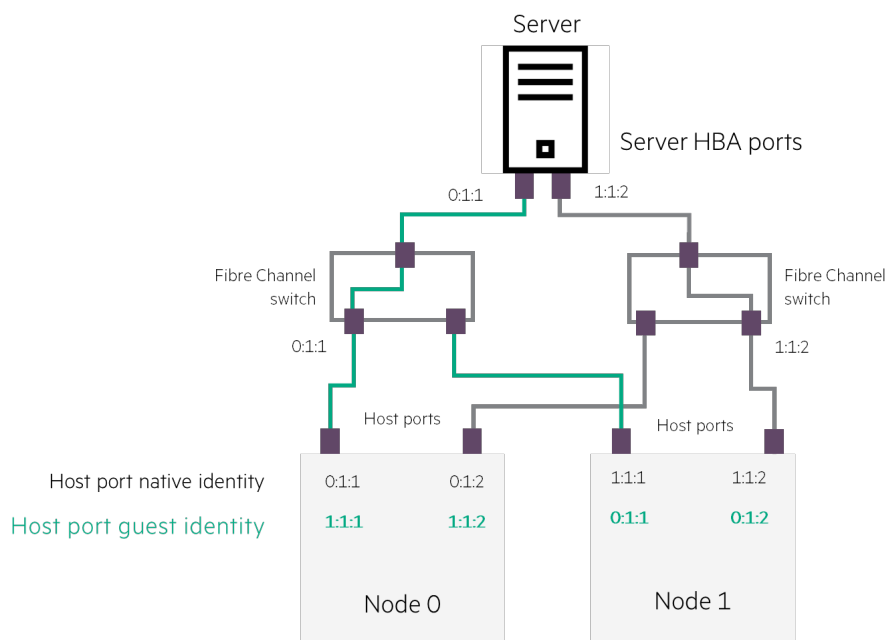 Server
Server HBA ports
0:1:1
1:1:2
Fibre Channel
switch
Fibre Channel
switch
0:1:1
1:1:2
Host ports
Host ports
Host port native identity
0:1:1
0:1:2
1:1:1
1:1:2
Host port guest identity
1:1:1
1:1:2
0:1:1
0:1:2
Node 0
Node 1